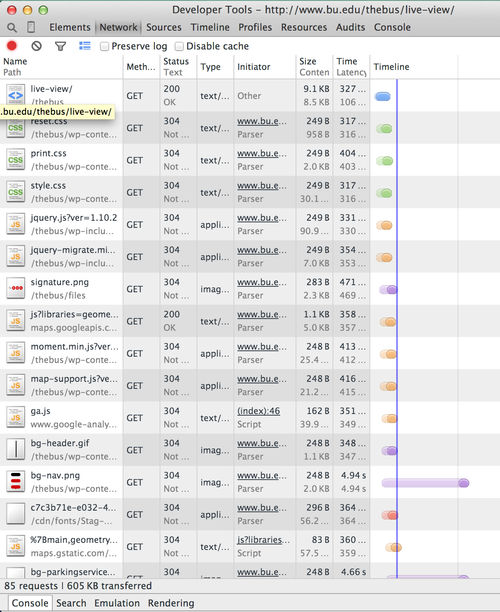 Developer Tools - http://www.bu.edu/thebus/live-view/
Elements Network Sources Timeline Profiles Resources Audits Console
Preserve log Disable cache
Name Path Meth… Status Text Type Initiator Size Conten Time Latency Timeline
live-view/ GET 200 text/… Other 9.1 KB 327 …
/thebus OK 8.5 KB 106 …
.bu.edu/thebus/live-view/
reset.css GET 304 text/… www.bu.e… 249 B 317 …
/thebus/wp-conte… Not … Parser 958 B 316 …
print.css GET 304 text/… www.bu.e… 249 B 404 …
/thebus/wp-conte… Not … Parser 2.0 KB 403 …
style.css GET 304 text/… www.bu.e… 249 B 317 …
/thebus/wp-conte… Not … Parser 30.1 … 316 …
jquery.js?ver=1.10.2 GET 304 appli… www.bu.e… 249 B 331 …
/thebus/wp-inclu… Not … Parser 90.9 … 330 …
jquery-migrate.mi… GET 304 appli… www.bu.e… 249 B 354 …
/thebus/wp-inclu… Not … Parser 7.0 KB 353 …
signature.png GET 304 imag… www.bu.e… 283 B 471 …
/thebus/files Not … Parser 2.3 KB 469 …
js?libraries=geome… GET 200 text/… www.bu.e… 1.1 KB 358 …
maps.googleapis.c… OK Parser 5.0 KB 357 …
moment.min.js?ver… GET 304 appli… www.bu.e… 248 B 413 …
/thebus/wp-conte… Not … Parser 25.4 … 412 …
map-support.js?ve… GET 304 appli… www.bu.e… 248 B 416 …
/thebus/wp-conte… Not … Parser 21.2 … 415 …
ga.js GET 304 text/… (index):46 162 B 351 …
www.google-analy… Not … Script 39.9 … 349 …
bg-header.gif GET 304 imag… www.bu.e… 248 B 348 …
/thebus/wp-conte… Not … Parser 1.1 KB 347 …
bg-nav.png GET 304 imag… www.bu.e… 248 B 4.94 s
/thebus/wp-conte… Not … Parser 2.0 KB 4.94 s
c7c3b71e-e032-4… GET 304 appli… www.bu.e… 296 B 364 …
/cdn/fonts/Stag-… Not … Parser 56.2 … 364 …
%7Bmain,geometry… GET 304 text/… js?libraries… 83 B 360 …
maps.gstatic.com/… Not … Script 57.5 … 359 …
bg-parkingservice… GET 304 imag… www.bu.e… 248 B 4.66 s
85 requests | 605 KB transferred
Console Search Emulation Rendering